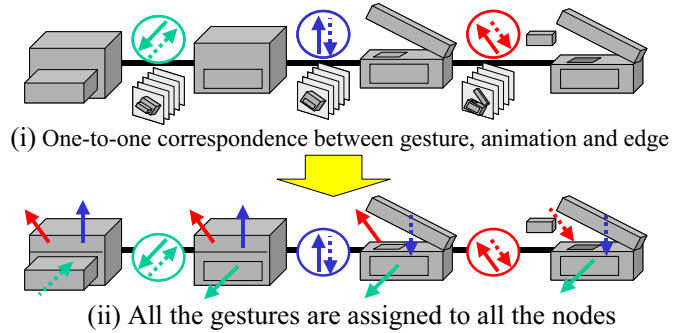 (i) One-to-one correspondence between gesture, animation and edge
(ii) All the gestures are assigned to all the nodes